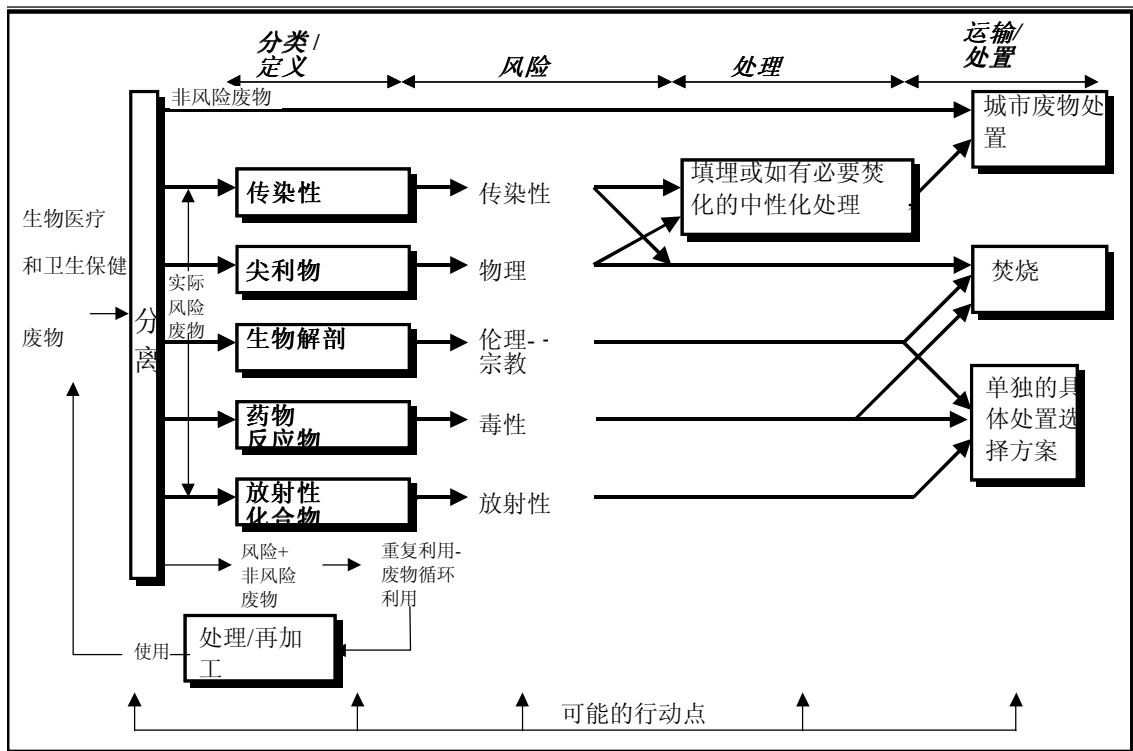 分类 /
定义
风险
处理
运输/
处置
非风险废物
城市废物处
置
传染性
传染性
填埋或如有必要焚
化的中性化处理
生物医疗
和卫生保健
废物
分
离
实际
风险
废物
尖利物
物理
焚烧
生物解剖
伦理- -
宗教
药物
反应物
毒性
单独的具
体处置选
择方案
放射性
化合物
放射性
风险+
非风险
废物
重复利用-
废物循环
利用
使用
处理/再加
工
可能的行动点